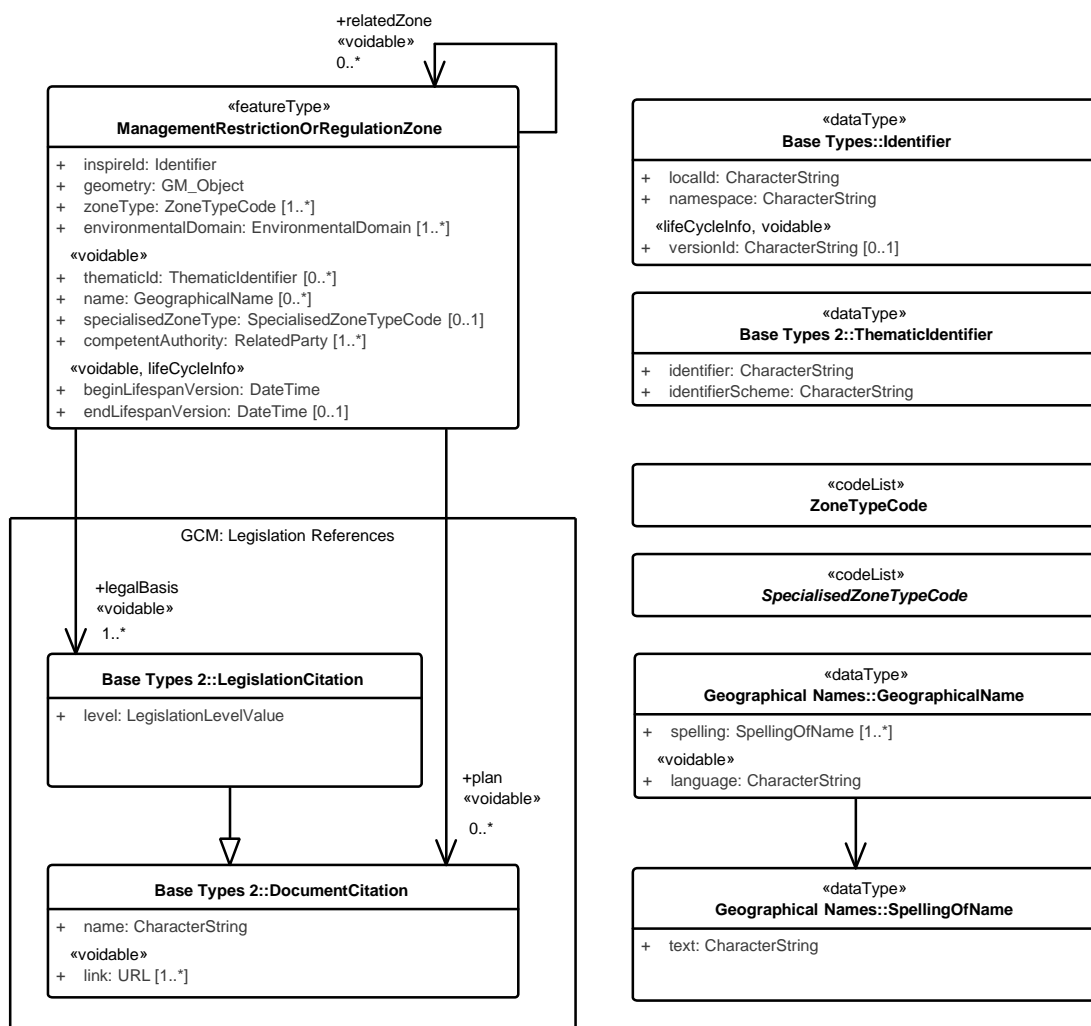 +relatedZone
«voidable»
0..*
«featureType»
ManagementRestrictionOrRegulationZone
+ inspireId: Identifier
+ geometry: GM_Object
+ zoneType: ZoneTypeCode [1..*]
+ environmentalDomain: EnvironmentalDomain [1..*]
«voidable»
+ thematicId: ThematicIdentifier [0..*]
+ name: GeographicalName [0..*]
+ specialisedZoneType: SpecialisedZoneTypeCode [0..1]
+ competentAuthority: RelatedParty [1..*]
«voidable, lifeCycleInfo»
+ beginLifespanVersion: DateTime
+ endLifespanVersion: DateTime [0..1]
GCM: Legislation References
+legalBasis
«voidable»
1..*
Base Types 2::LegislationCitation
+ level: LegislationLevelValue
+plan
«voidable»
0..*
Base Types 2::DocumentCitation
+ name: CharacterString
«voidable»
+ link: URL [1..*]
«dataType»
Base Types::Identifier
+ localId: CharacterString
+ namespace: CharacterString
«lifeCycleInfo, voidable»
+ versionId: CharacterString [0..1]
«dataType»
Base Types 2::ThematicIdentifier
+ identifier: CharacterString
+ identifierScheme: CharacterString
«codeList»
ZoneTypeCode
«codeList»
SpecialisedZoneTypeCode
«dataType»
Geographical Names::GeographicalName
+ spelling: SpellingOfName [1..*]
«voidable»
+ language: CharacterString
«dataType»
Geographical Names::SpellingOfName
+ text: CharacterString